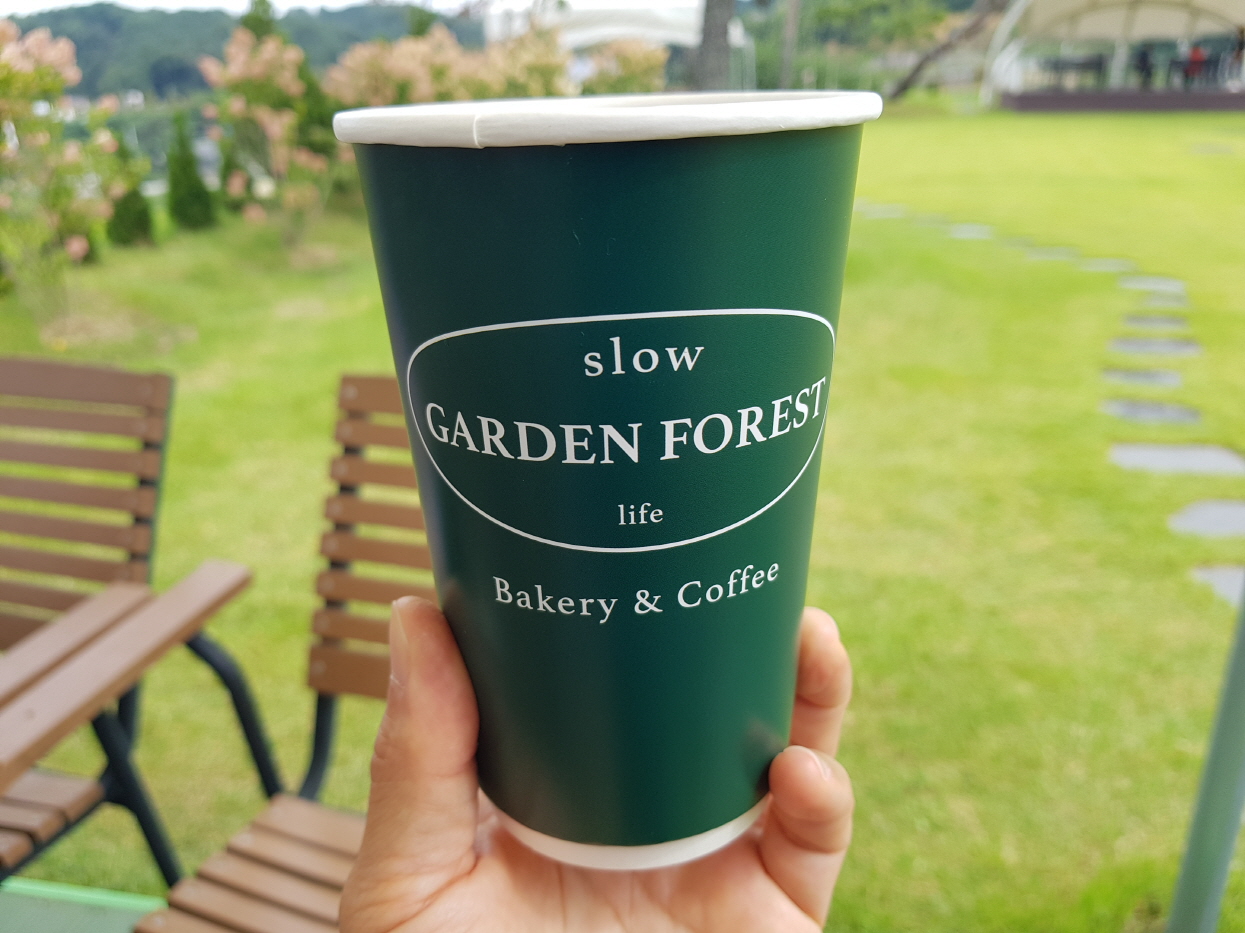 slow
GARDEN FOREST
life
Bakery & Coffee